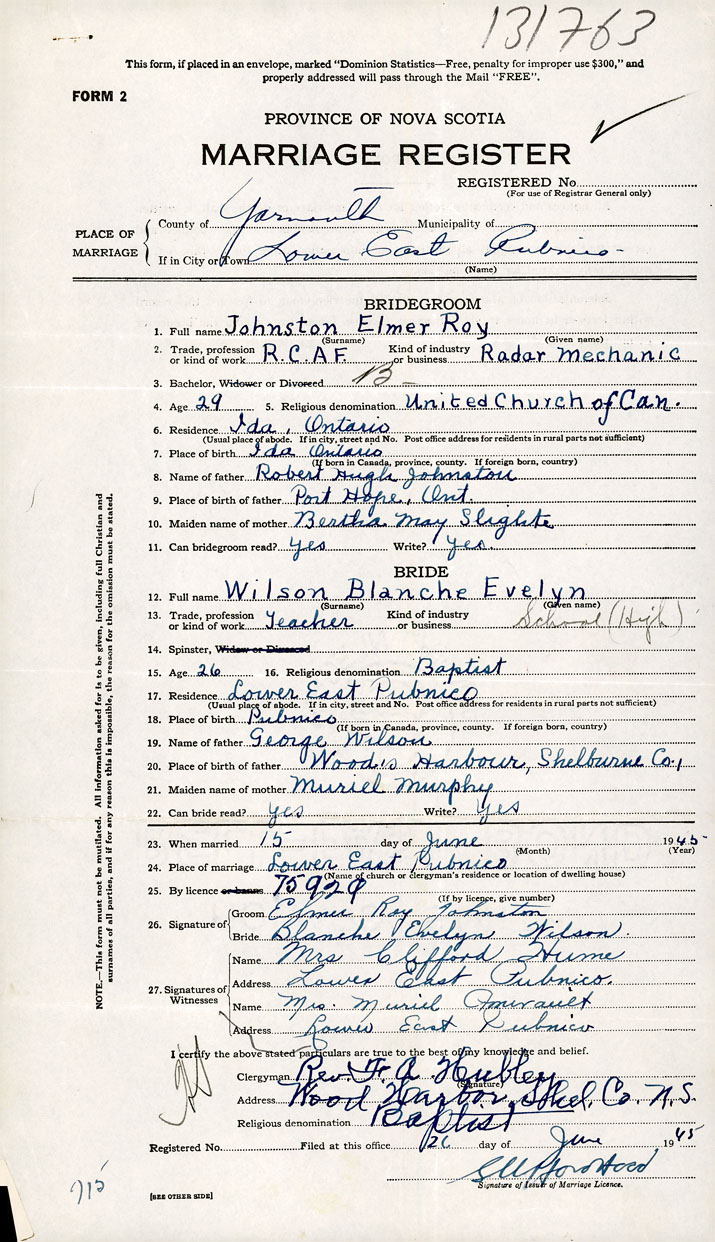 131763
This form, if placed in an envelope, marked "Dominion Statistics—Free, penalty for improper use $300," and
properly addressed will pass through the Mail "FREE".
FORM 2
PROVINCE OF NOVA SCOTIA
MARRIAGE REGISTER
REGISTERED No.
(For use of Registrar General only)
PLACE OF MARRIAGE
County of Yarmouth Municipality of
If in City or Town Lower East Pubnico
(Name)
BRIDEGROOM
1. Full name Johnston Elmer Roy
(Surname) (Given name)
2. Trade, profession or kind of work R.C.A.F. Kind of industry or business Radar Mechanic
3. Bachelor, Widower or Divorced B
4. Age 29 5. Religious denomination United Church of Can.
6. Residence Ida, Ontario
(Usual place of abode. If in city, street and No. Post office address for residents in rural parts not sufficient)
7. Place of birth Ida Ontario
(If born in Canada, province, county. If foreign born, country)
8. Name of father Robert Hugh Johnston
9. Place of birth of father Port Hope, Ont.
10. Maiden name of mother Bertha May Slighte
11. Can bridegroom read? yes Write? yes.
BRIDE
12. Full name Wilson Blanche Evelyn
(Surname) (Given name)
13. Trade, profession or kind of work Teacher Kind of industry or business School (High)
14. Spinster, Widow or Divorced
15. Age 26 16. Religious denomination Baptist
17. Residence Lower East Pubnico
(Usual place of abode. If in city, street and No. Post office address for residents in rural parts not sufficient)
18. Place of birth Pubnico
(If born in Canada, province, county. If foreign born, country)
19. Name of father George Wilson
20. Place of birth of father Wood's Harbour, Shelburne Co.,
21. Maiden name of mother Muriel Murphy
22. Can bride read? yes Write? yes
23. When married 15 day of June 1945
(Month) (Year)
24. Place of marriage Lower East Pubnico
(Name of church or clergyman's residence or location of dwelling house)
25. By licence or banns 75920
(If by licence, give number)
26. Signature of
Groom Elmer Roy Johnston
Bride Blanche Evelyn Wilson
27. Signatures of Witnesses
Name Mrs Clifford Hume
Address Lower East Pubnico.
Name Mrs. Muriel
Address Lower East Pubnico
I certify the above stated particulars are true to the best of my knowledge and belief.
Clergyman Rev. F. A. Hubley
(Signature)
Address Wood Harbor, Shel. Co. N.S.
Religious denomination Baptist
Registered No. Filed at this office 26 day of June 1945
Signature of Issuer of Marriage Licence.
[SEE OTHER SIDE]
NOTE.—This form must not be mutilated. All information asked for is to be given, including full Christian and
surnames of all parties, and if for any reason this is impossible, the reason for the omission must be stated.